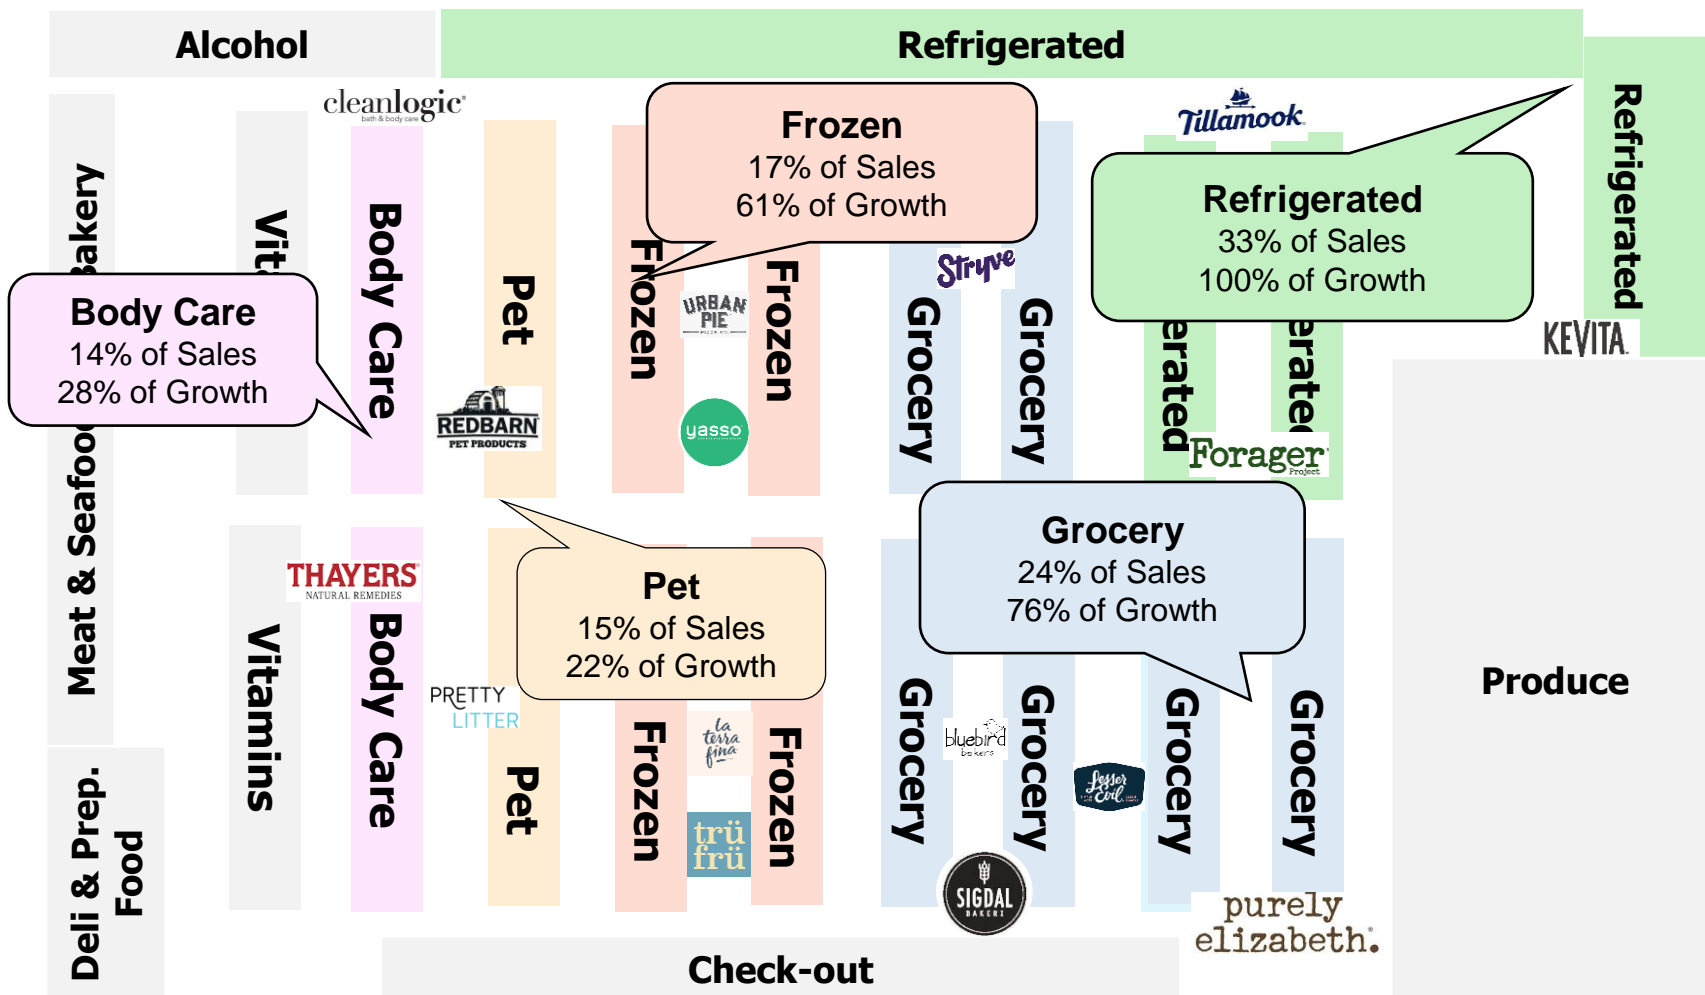 Alcohol
Refrigerated
Refrigerated
cleanlogic®
bath & body care
Tillamook
Frozen
17% of Sales
61% of Growth
Refrigerated
33% of Sales
100% of Growth
Body Care
14% of Sales
28% of Growth
Meat & Seafoo
Bakery
Vit
Body Care
Pet
Frozen
Frozen
Stryve
Grocery
Grocery
erated
erate
URBAN
PIE
KEVITA
REDBARN
PET PRODUCTS
yasso
Forager
Project
Grocery
24% of Sales
76% of Growth
Pet
15% of Sales
22% of Growth
THAYERS®
NATURAL REMEDIES
Vitamins
Body Care
PRETTY
LITTER
Pet
Frozen
la
terra
fina
Frozen
trü
frü
Grocery
bluebird
bakers
Grocery
Lesser
Evil
Grocery
Grocery
SIGDAL
BAKERI
purely
elizabeth.
Produce
Deli & Prep.
Food
Check-out